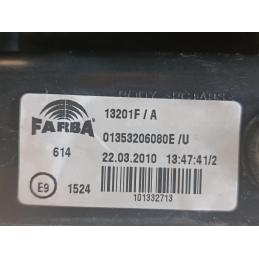 13201F / A
FARBA
01353206080E /U
614
22.03.2010 13:47:41/2
E9
1524
101332713